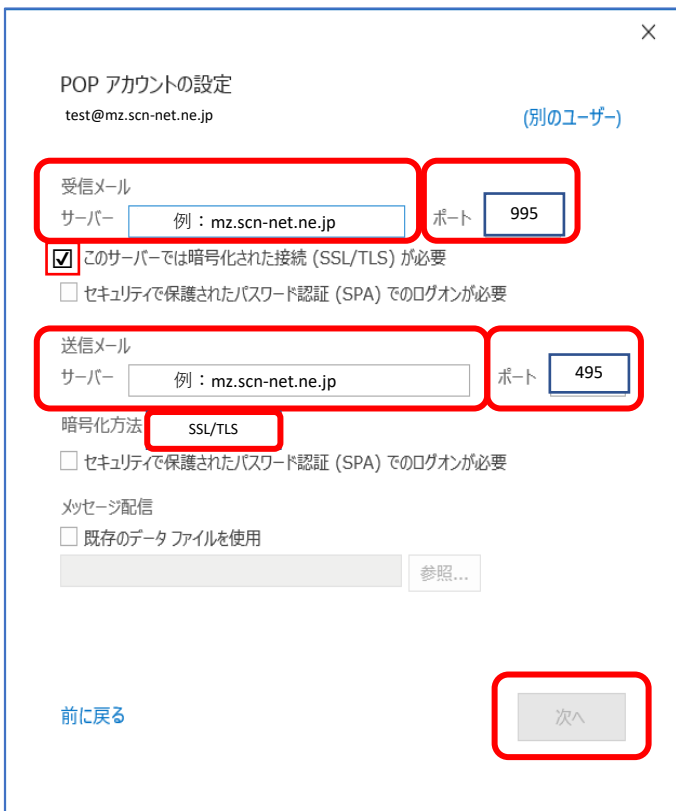 POP アカウントの設定
test@mz.scn-net.ne.jp
(別のユーザー)
受信メール
サーバー 例：mz.scn-net.ne.jp ポート 995
このサーバーでは暗号化された接続 (SSL/TLS) が必要
セキュリティで保護されたパスワード認証 (SPA) でのログオンが必要
送信メール
サーバー 例：mz.scn-net.ne.jp ポート 495
暗号化方法 SSL/TLS
セキュリティで保護されたパスワード認証 (SPA) でのログオンが必要
メッセージ配信
既存のデータ ファイルを使用
参照...
前に戻る
次へ